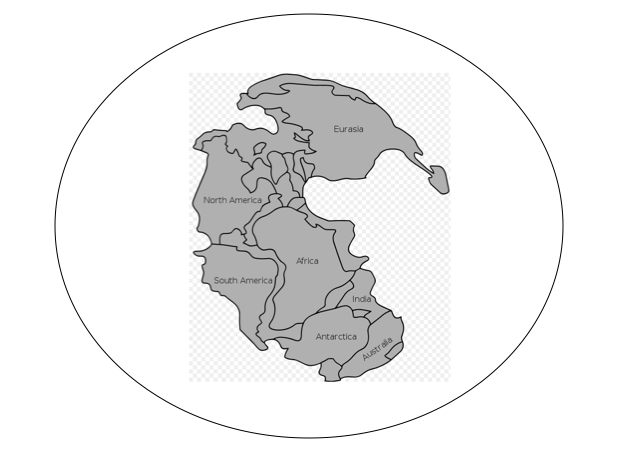 Eurasia
North America
Africa
South America
India
Antarctica
Australia